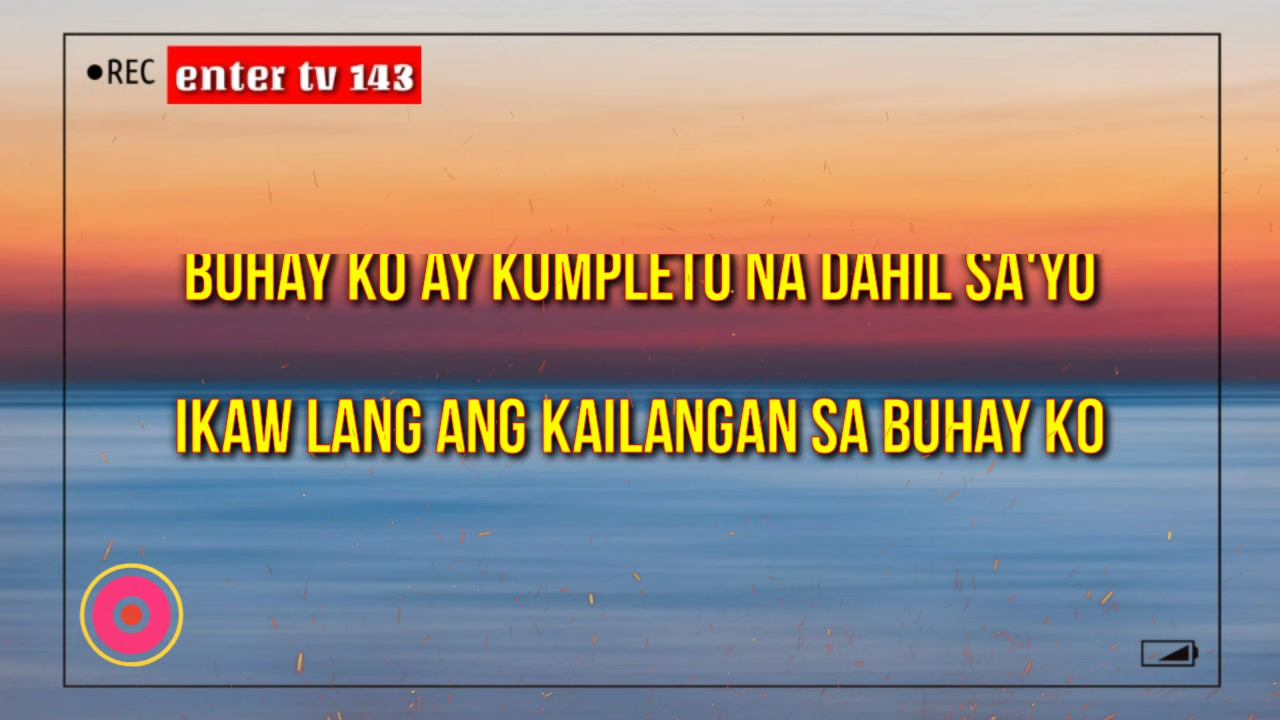 REC
enter tv 143
BUHAY KO AY KUMPLETO NA DAHIL SA'YO
IKAW LANG ANG KAILANGAN SA BUHAY KO